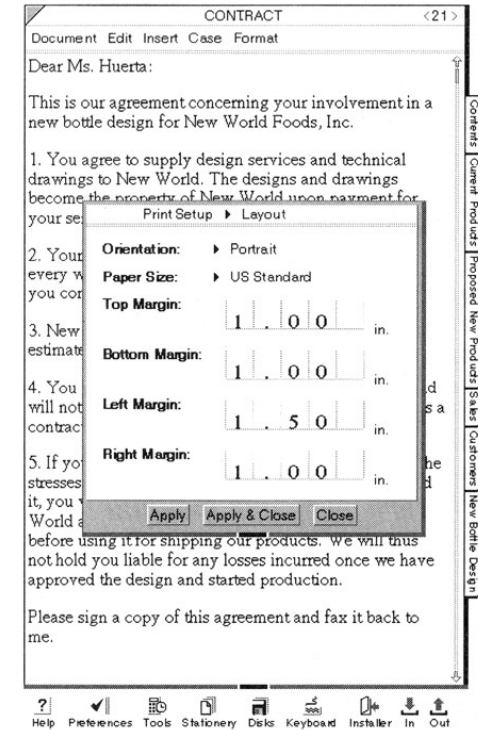 CONTRACT <21>
Document Edit Insert Case Format
Dear Ms. Huerta:
This is our agreement concerning your involvement in a
new bottle design for New World Foods, Inc.
1. You agree to supply design services and technical
drawings to New World. The designs and drawings
become the property of New World upon payment for
your se
Print Setup ▸ Layout
Orientation: ▸ Portrait
Paper Size: ▸ US Standard
Top Margin: 1.00 in.
Bottom Margin: 1.00 in.
Left Margin: 1.50 in.
Right Margin: 1.00 in.
Apply Apply & Close Close
2. Your
every w
you con
3. New
estimate
4. You d
will not s a
contrac
5. If yo he
stresses d
it, you v
World a
before using it for shipping our products. We will thus
not hold you liable for any losses incurred once we have
approved the design and started production.
Please sign a copy of this agreement and fax it back to
me.
Contents
Current Products
Proposed New Products
Sales
Customers
New Bottle Design
? Help Preferences Tools Stationery Disks Keyboard Installer In Out